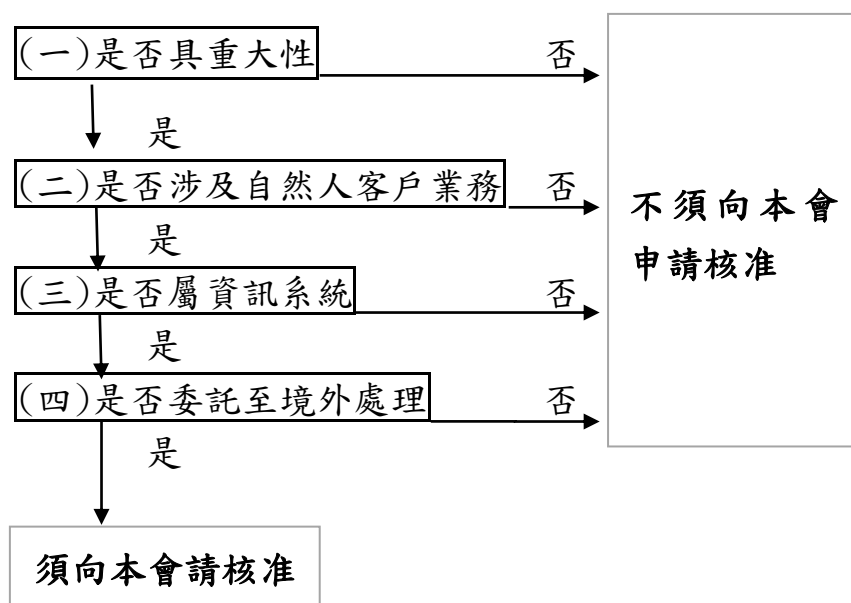 (一)是否具重大性
否
是
(二)是否涉及自然人客戶業務
否
是
(三)是否屬資訊系統
否
是
(四)是否委託至境外處理
否
是
不須向本會
申請核准
須向本會請核准